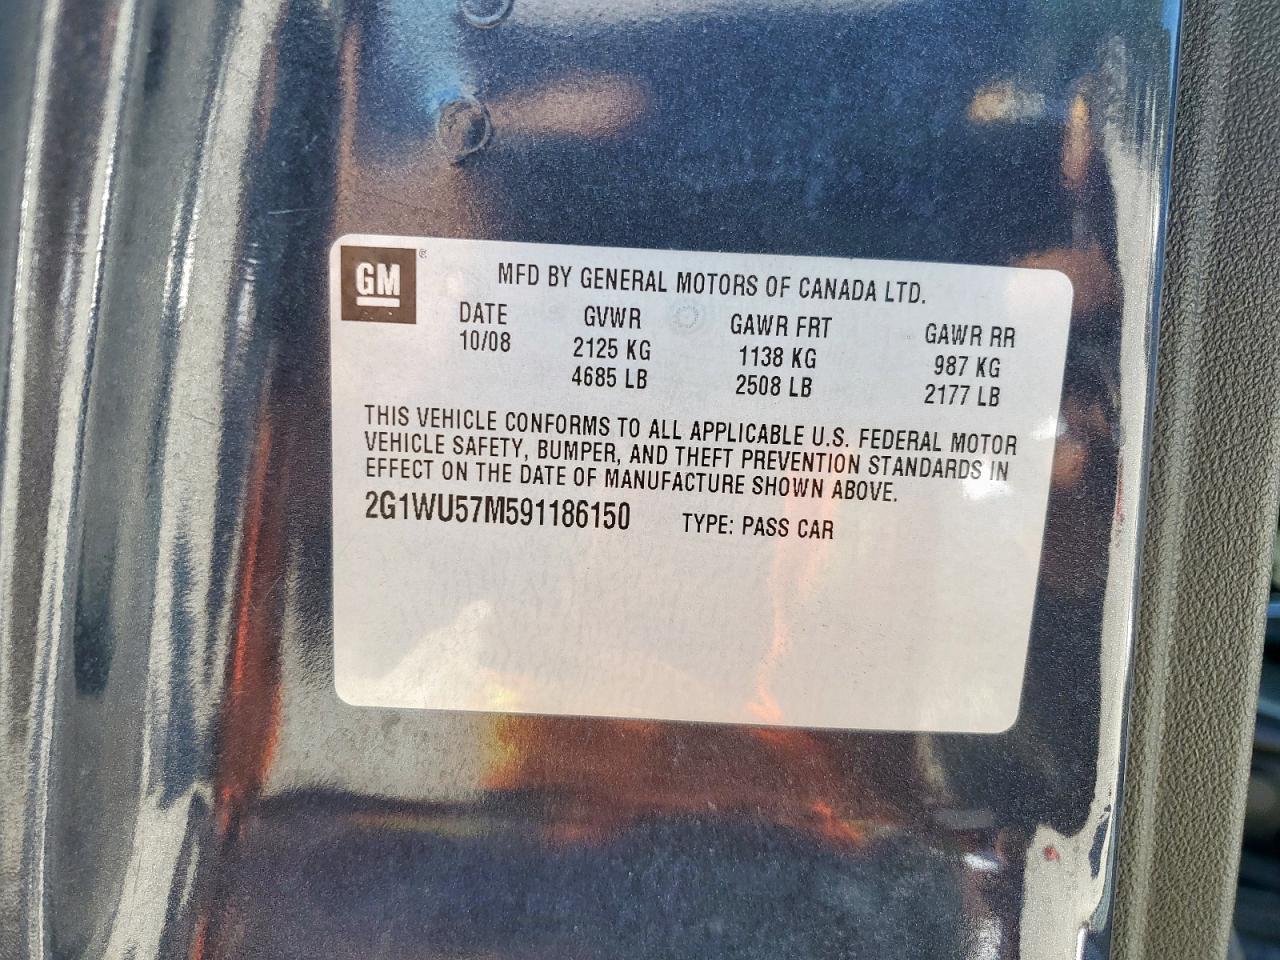 GM ®
MFD BY GENERAL MOTORS OF CANADA LTD.
DATE GVWR GAWR FRT GAWR RR
10/08 2125 KG 1138 KG 987 KG
4685 LB 2508 LB 2177 LB
THIS VEHICLE CONFORMS TO ALL APPLICABLE U.S. FEDERAL MOTOR
VEHICLE SAFETY, BUMPER, AND THEFT PREVENTION STANDARDS IN
EFFECT ON THE DATE OF MANUFACTURE SHOWN ABOVE.
2G1WU57M591186150 TYPE: PASS CAR